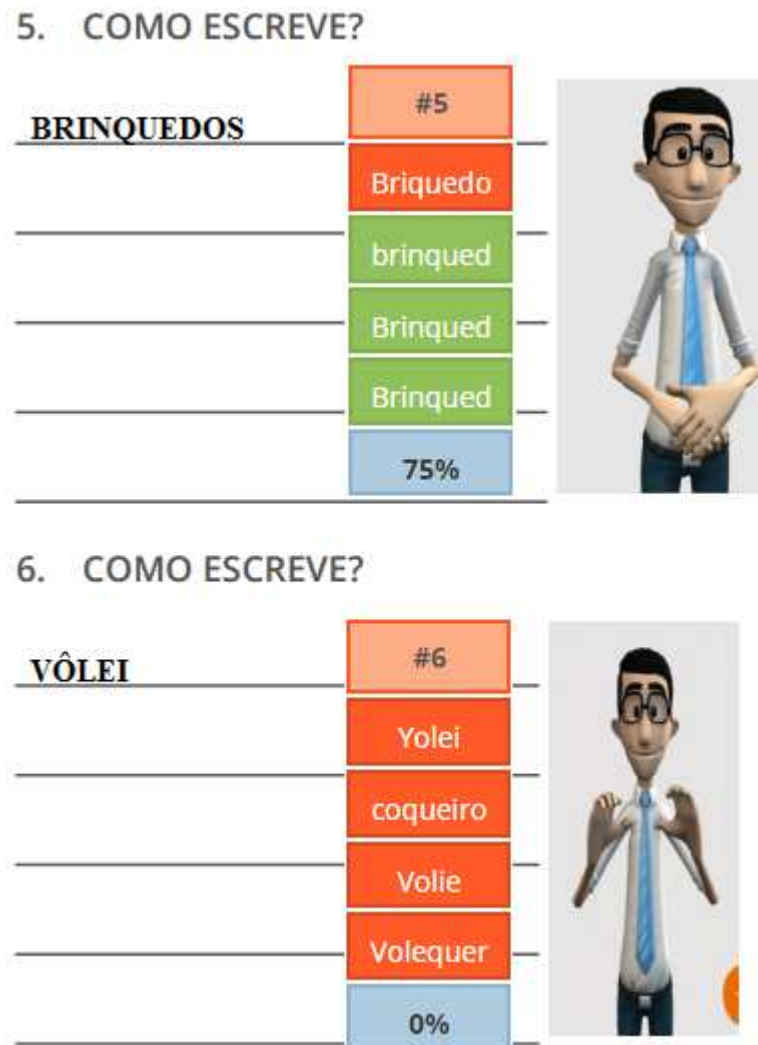 5. COMO ESCREVE?
#5
BRINQUEDOS
Briquedo
brinqued
Brinqued
Brinqued
75%
6. COMO ESCREVE?
#6
VÔLEI
Yolei
coqueiro
Volie
Volequer
0%